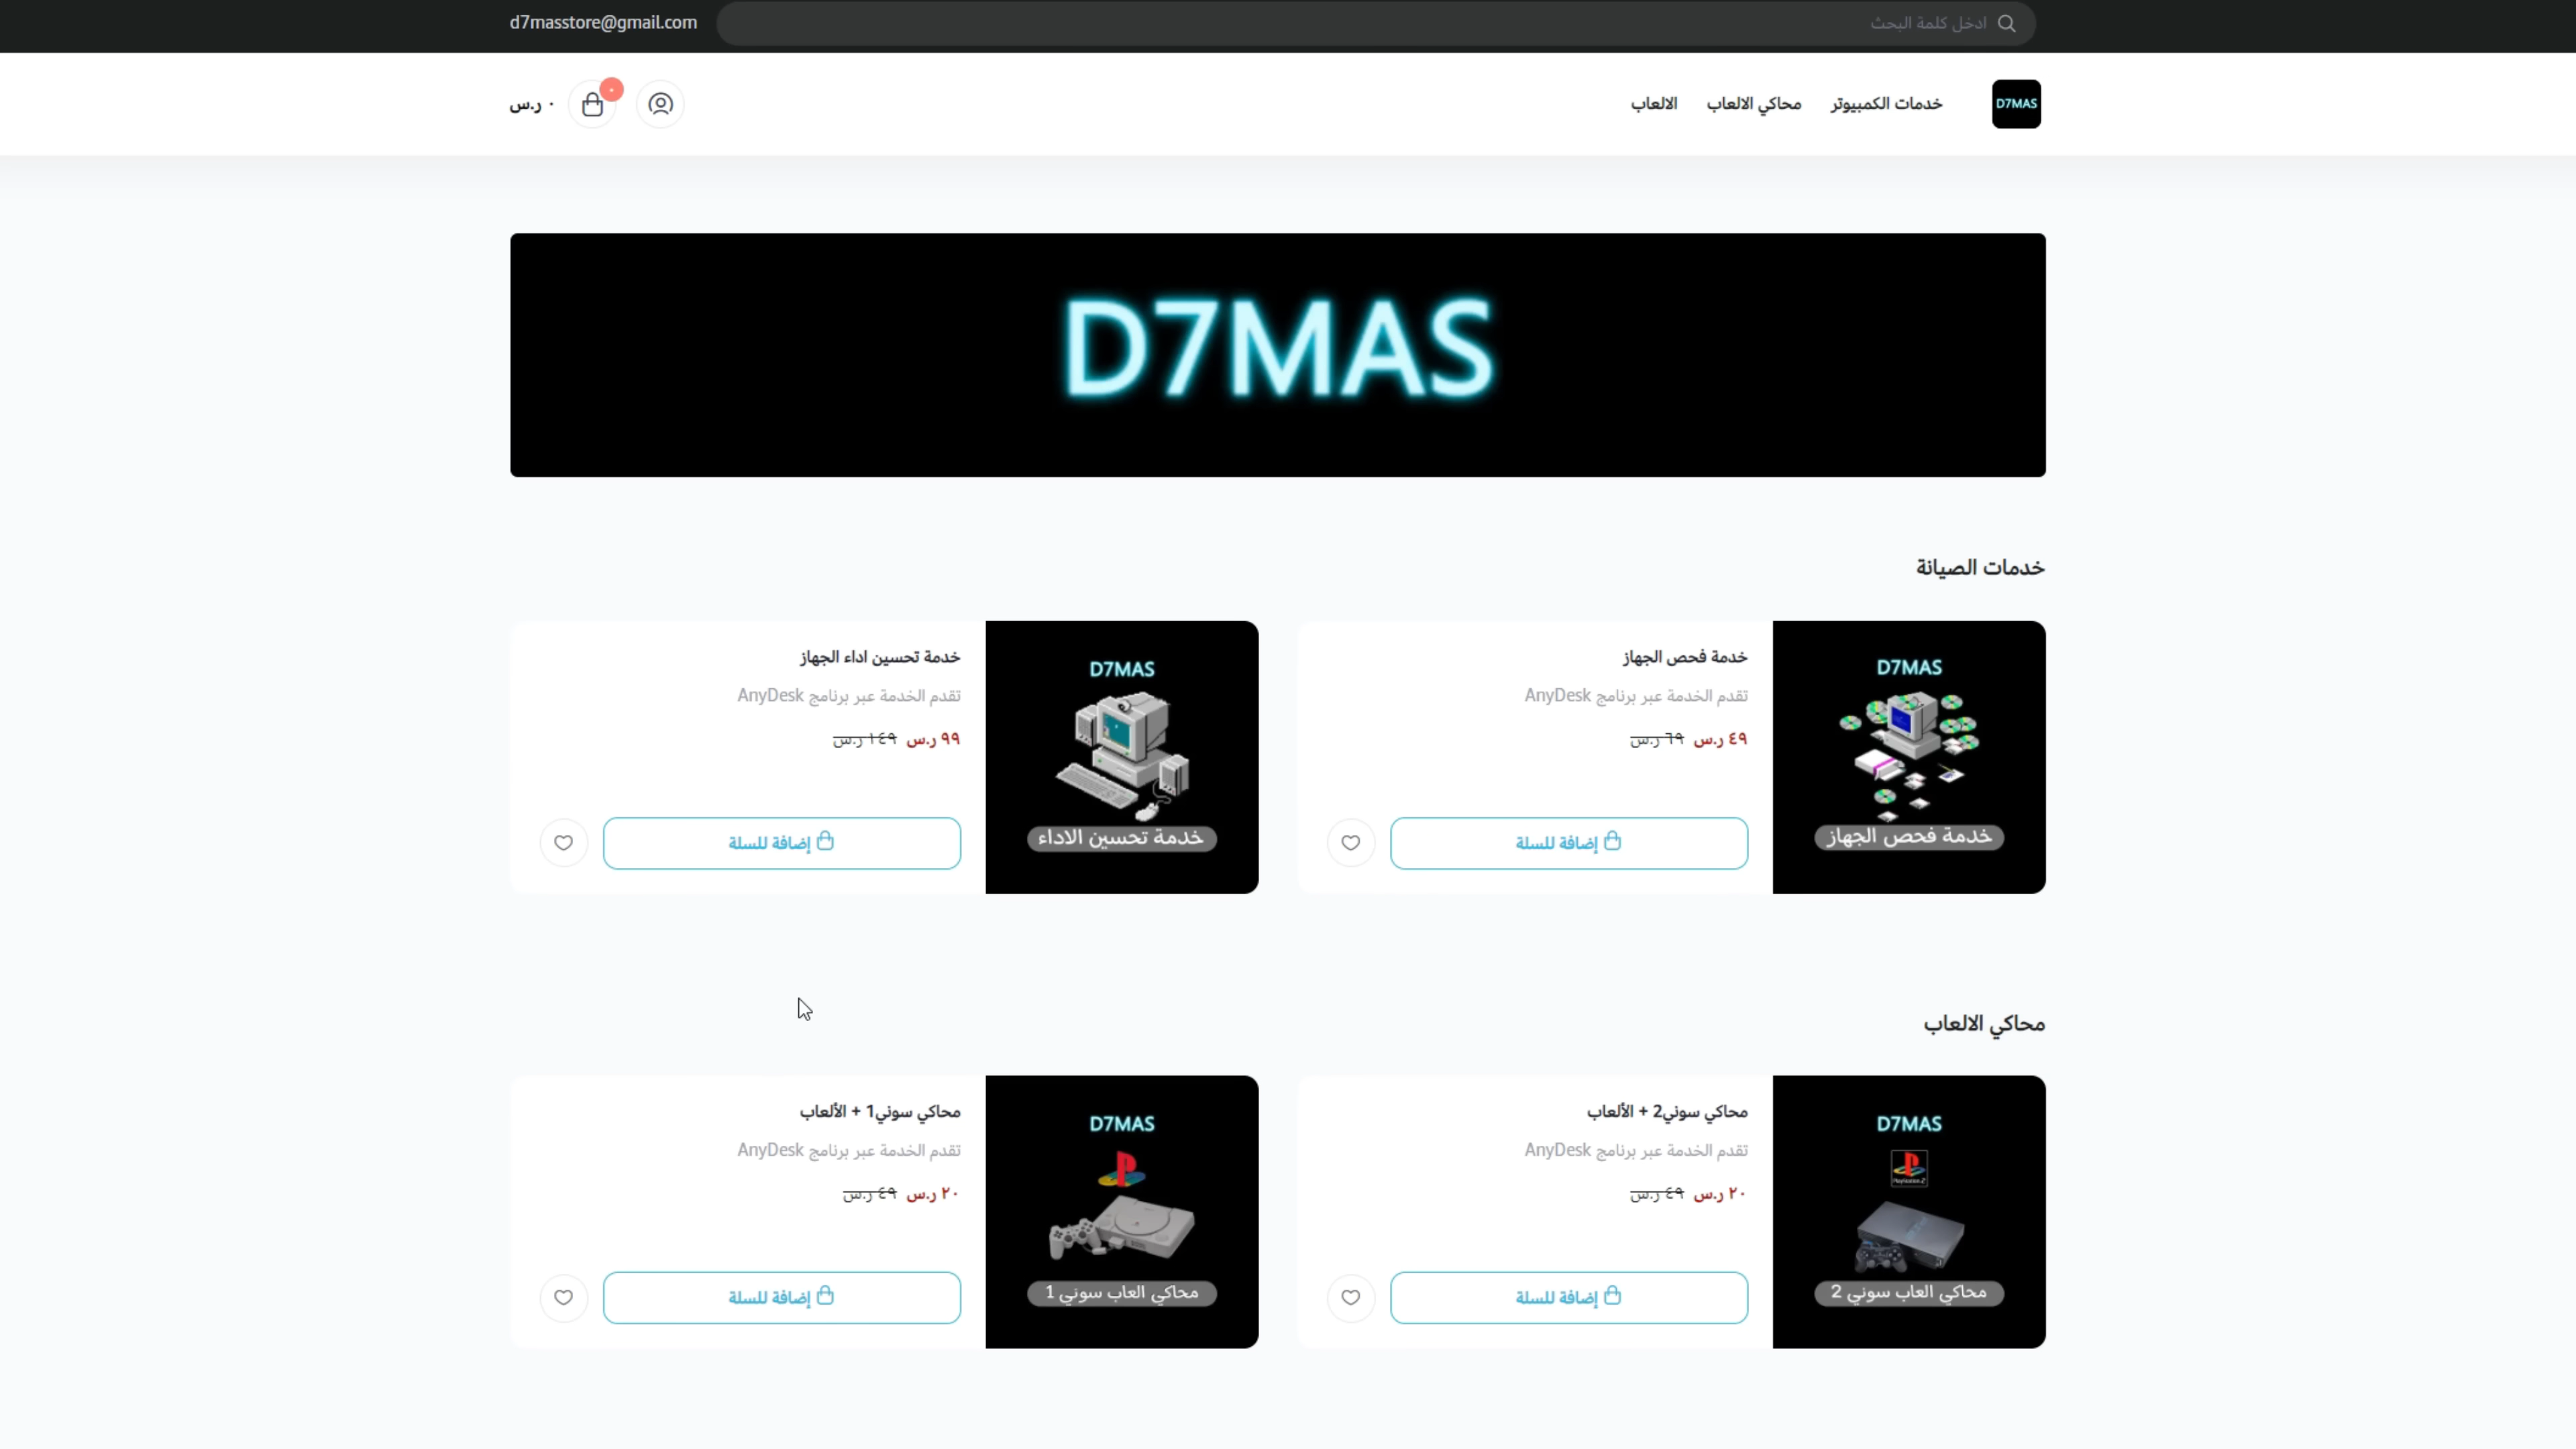 ادخل كلمة البحث
d7masstore@gmail.com
D7MAS
خدمات الكمبيوتر
محاكي الالعاب
الالعاب
٠
٠ ر.س
D7MAS
خدمات الصيانة
D7MAS
خدمة فحص الجهاز
خدمة فحص الجهاز
تقدم الخدمة عبر برنامج AnyDesk
٤٩ ر.س ٦٩ ر.س
إضافة للسلة
D7MAS
خدمة تحسين الاداء
خدمة تحسين اداء الجهاز
تقدم الخدمة عبر برنامج AnyDesk
٩٩ ر.س ١٤٩ ر.س
إضافة للسلة
محاكي الالعاب
D7MAS
PlayStation 2
محاكي العاب سوني 2
محاكي سوني2 + الألعاب
تقدم الخدمة عبر برنامج AnyDesk
٢٠ ر.س ٤٩ ر.س
إضافة للسلة
D7MAS
محاكي العاب سوني 1
محاكي سوني1 + الألعاب
تقدم الخدمة عبر برنامج AnyDesk
٢٠ ر.س ٤٩ ر.س
إضافة للسلة